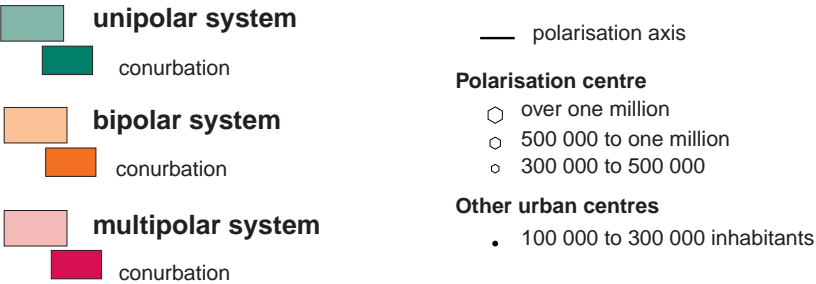 unipolar system
conurbation
bipolar system
conurbation
multipolar system
conurbation
polarisation axis
Polarisation centre
over one million
500 000 to one million
300 000 to 500 000
Other urban centres
100 000 to 300 000 inhabitants